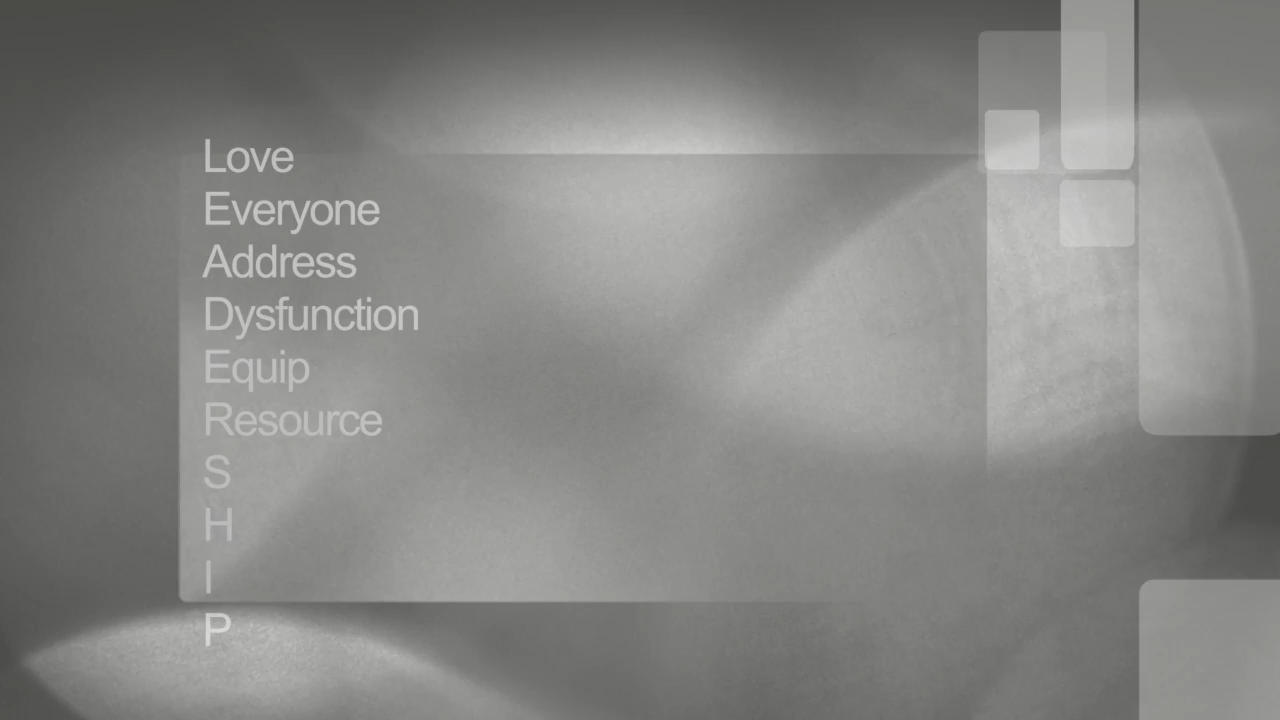 Love
Everyone
Address
Dysfunction
Equip
Resource
S
H
I
P